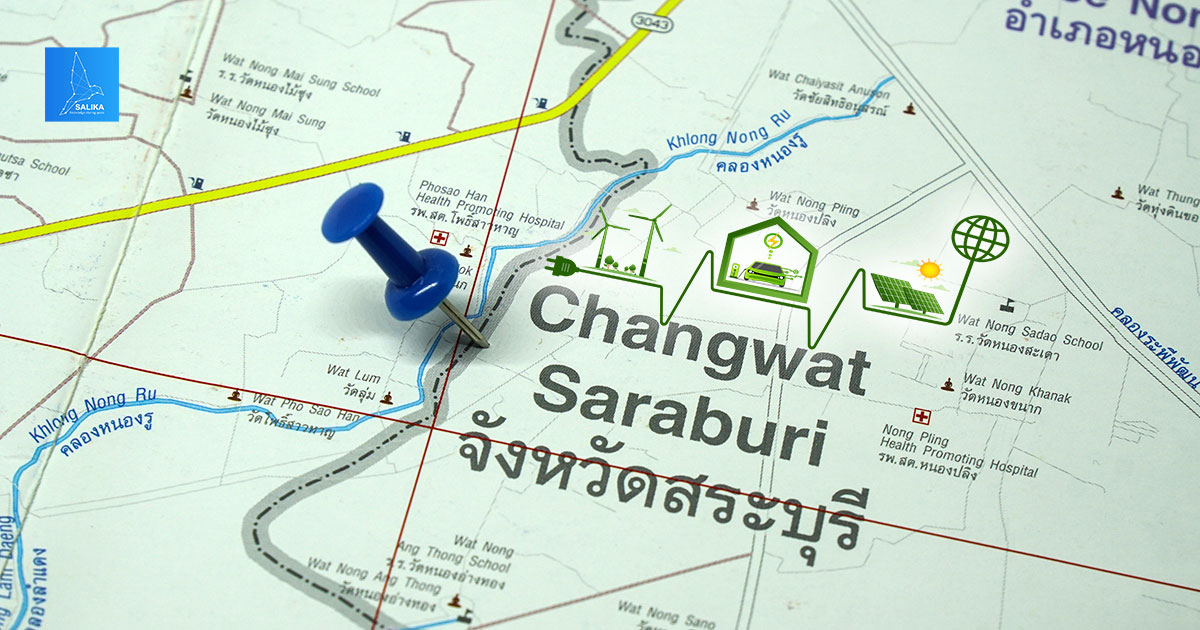 3043
อำเภอหนอ
SALIKA
Wat Nong Mai Sung School
ร.ร.วัดหนองไม้ซุง
Wat Nong Mai Sung
วัดหนองไม้ซุง
School
Wat Chaiyasit Anuson
วัดชัยสิทธิอนุสรณ์
Khlong Nong Ru
คลองหนองรู
Phosao Han
Health Promoting Hospital
รพ.สต.โพธิ์สาวหาญ
Wat Nong Pling
วัดหนองปลิง
Wat Thung
วัดทุ่งดินขอ
คลองระพีพัฒน
Changwat
Saraburi
จังหวัดสระบุรี
Wat Nong Sadao School
ร.ร.วัดหนองสะเดา
Wat Nong Khanak
วัดหนองขนาก
Nong Pling
Health Promoting Hospital
รพ.สต.หนองปลิง
Wat Lum
วัดลุ่ม
Wat Pho Sao Han
วัดโพธิ์สาวหาญ
Khlong Nong Ru
คลองหนองรู
Wat Nong
Ang Thong School
ร.ร.วัดหนองอ่างทอง
Wat Nong Ang Thong
วัดหนองอ่างทอง
Wat Nong Sano
Lam Daeng
คลองลำแดง